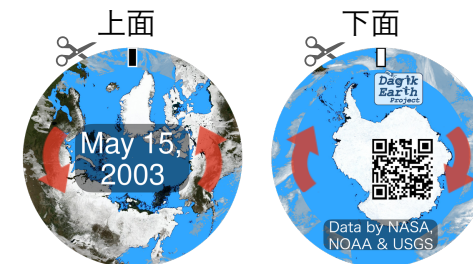 上面
下面
May 15,
2003
Dagik
Earth
Project
Data by NASA,
NOAA & USGS